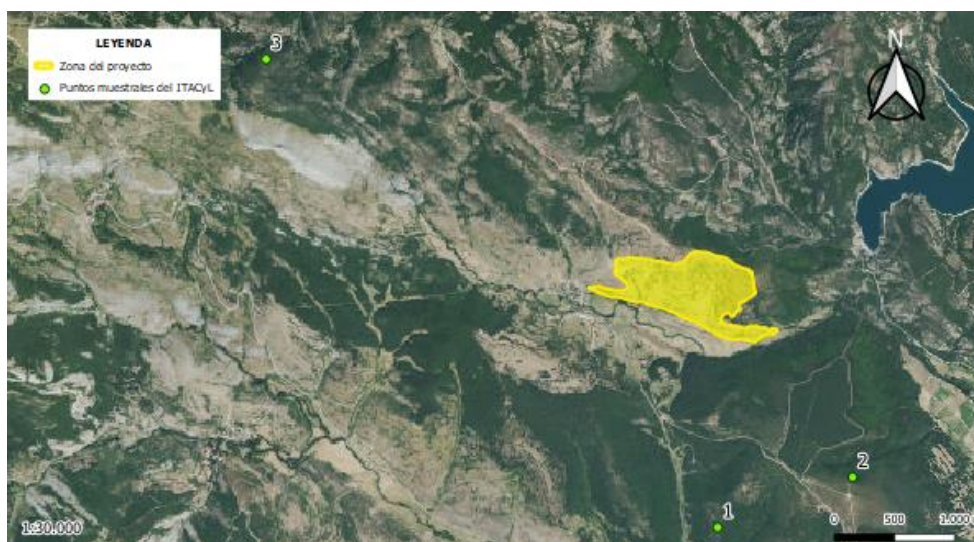 LEYENDA
Zona del proyecto
Puntos muestrales del ITACyL
3
N
2
1
1:30.000
0 500 1.000